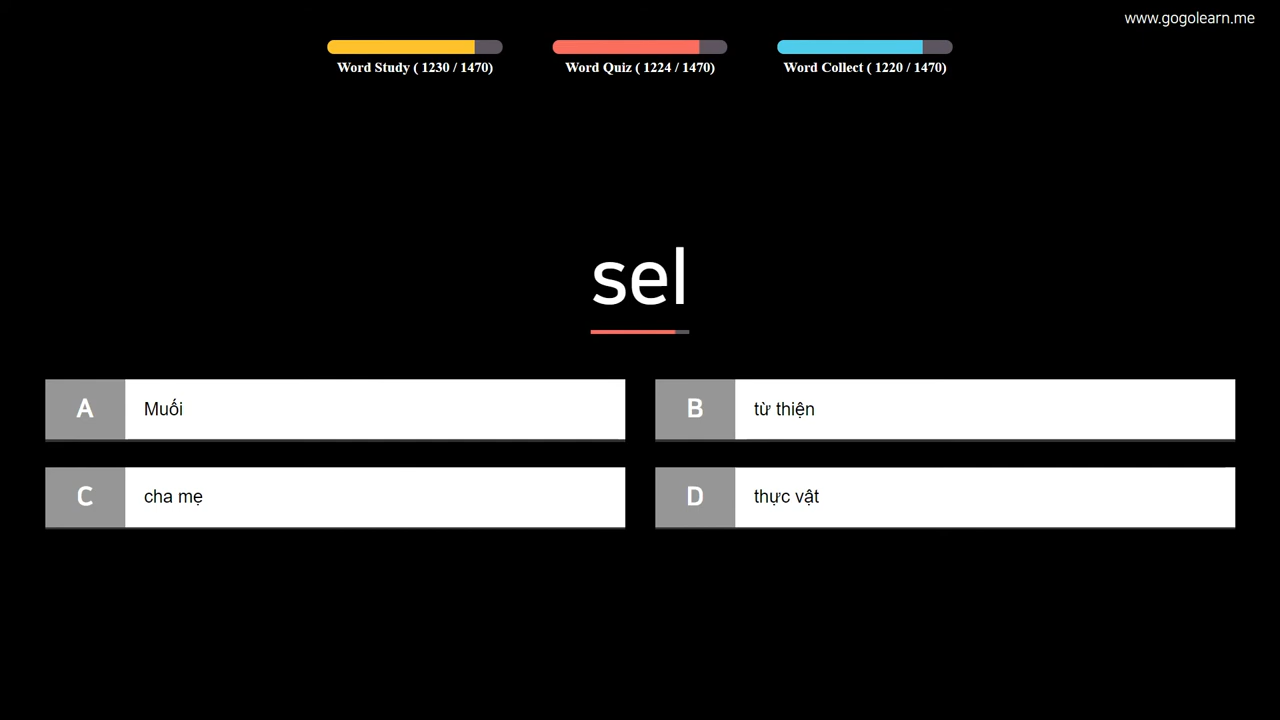 www.gogolearn.me
Word Study ( 1230 / 1470)
Word Quiz ( 1224 / 1470)
Word Collect ( 1220 / 1470)
sel
A Muối
B từ thiện
C cha mẹ
D thực vật